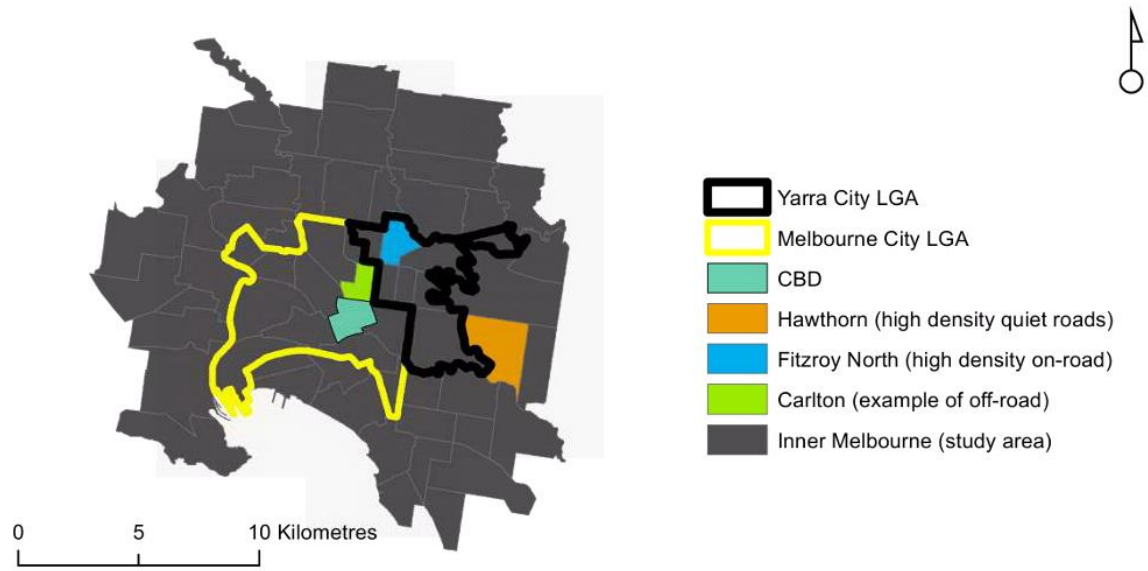 Yarra City LGA
Melbourne City LGA
CBD
Hawthorn (high density quiet roads)
Fitzroy North (high density on-road)
Carlton (example of off-road)
Inner Melbourne (study area)
0 5 10 Kilometres